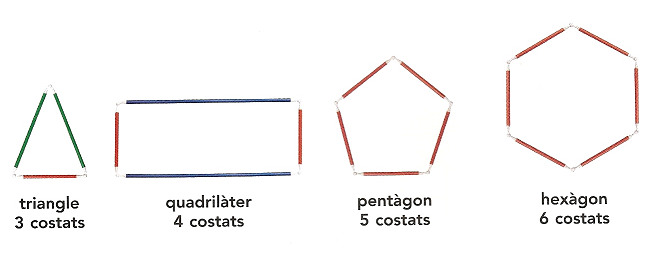 triangle
3 costats
quadrilàter
4 costats
pentàgon
5 costats
hexàgon
6 costats